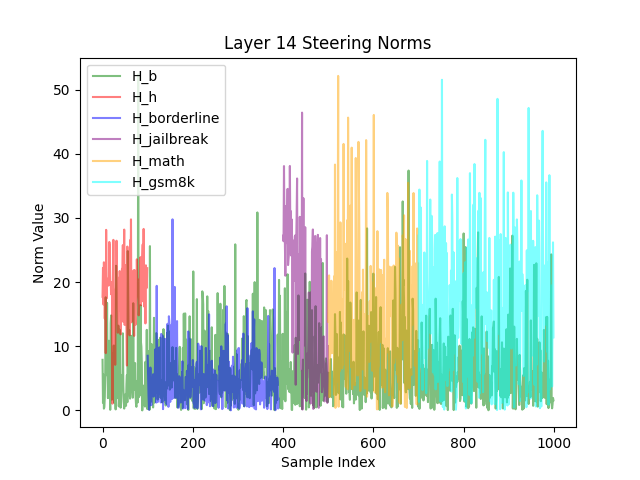 Layer 14 Steering Norms
Norm Value
50
40
30
20
10
0
H_b
H_h
H_borderline
H_jailbreak
H_math
H_gsm8k
0 200 400 600 800 1000
Sample Index